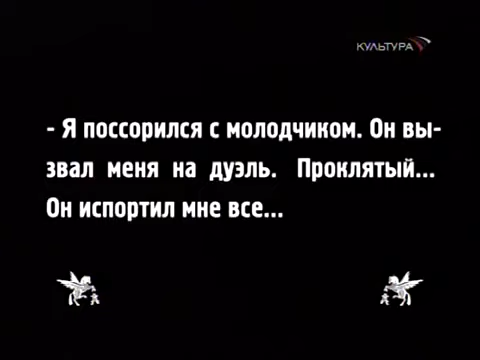 КУЛЬТУРА
- Я поссорился с молодчиком. Он вы-
звал меня на дуэль. Проклятый...
Он испортил мне все...